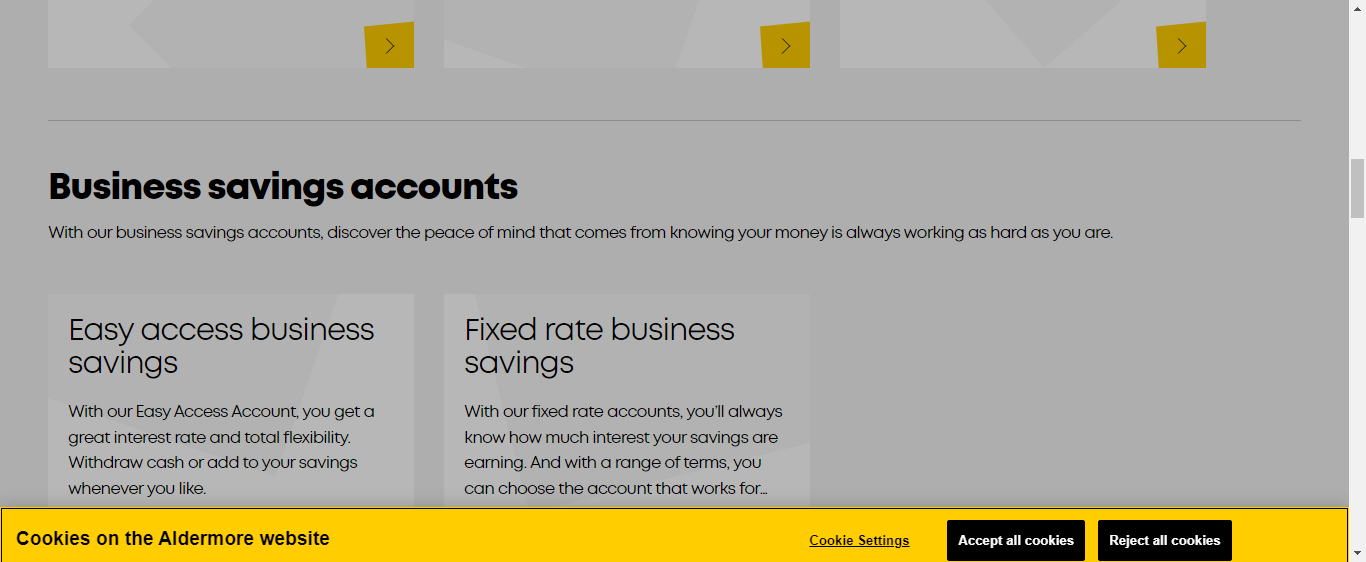 Business savings accounts
With our business savings accounts, discover the peace of mind that comes from knowing your money is always working as hard as you are.
Easy access business
savings
With our Easy Access Account, you get a
great interest rate and total flexibility.
Withdraw cash or add to your savings
whenever you like.
Fixed rate business
savings
With our fixed rate accounts, you'll always
know how much interest your savings are
earning. And with a range of terms, you
can choose the account that works for...
Cookies on the Aldermore website
Cookie Settings
Accept all cookies
Reject all cookies